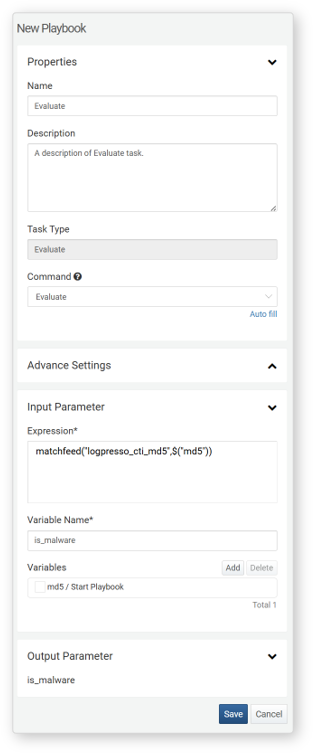 New Playbook
Properties
Name
Evaluate
Description
A description of Evaluate task.
Task Type
Evaluate
Command ?
Evaluate
Auto fill
Advance Settings
Input Parameter
Expression*
matchfeed("logpresso_cti_md5",$("md5"))
Variable Name*
is_malware
Variables Add Delete
md5 / Start Playbook
Total 1
Output Parameter
is_malware
Save Cancel